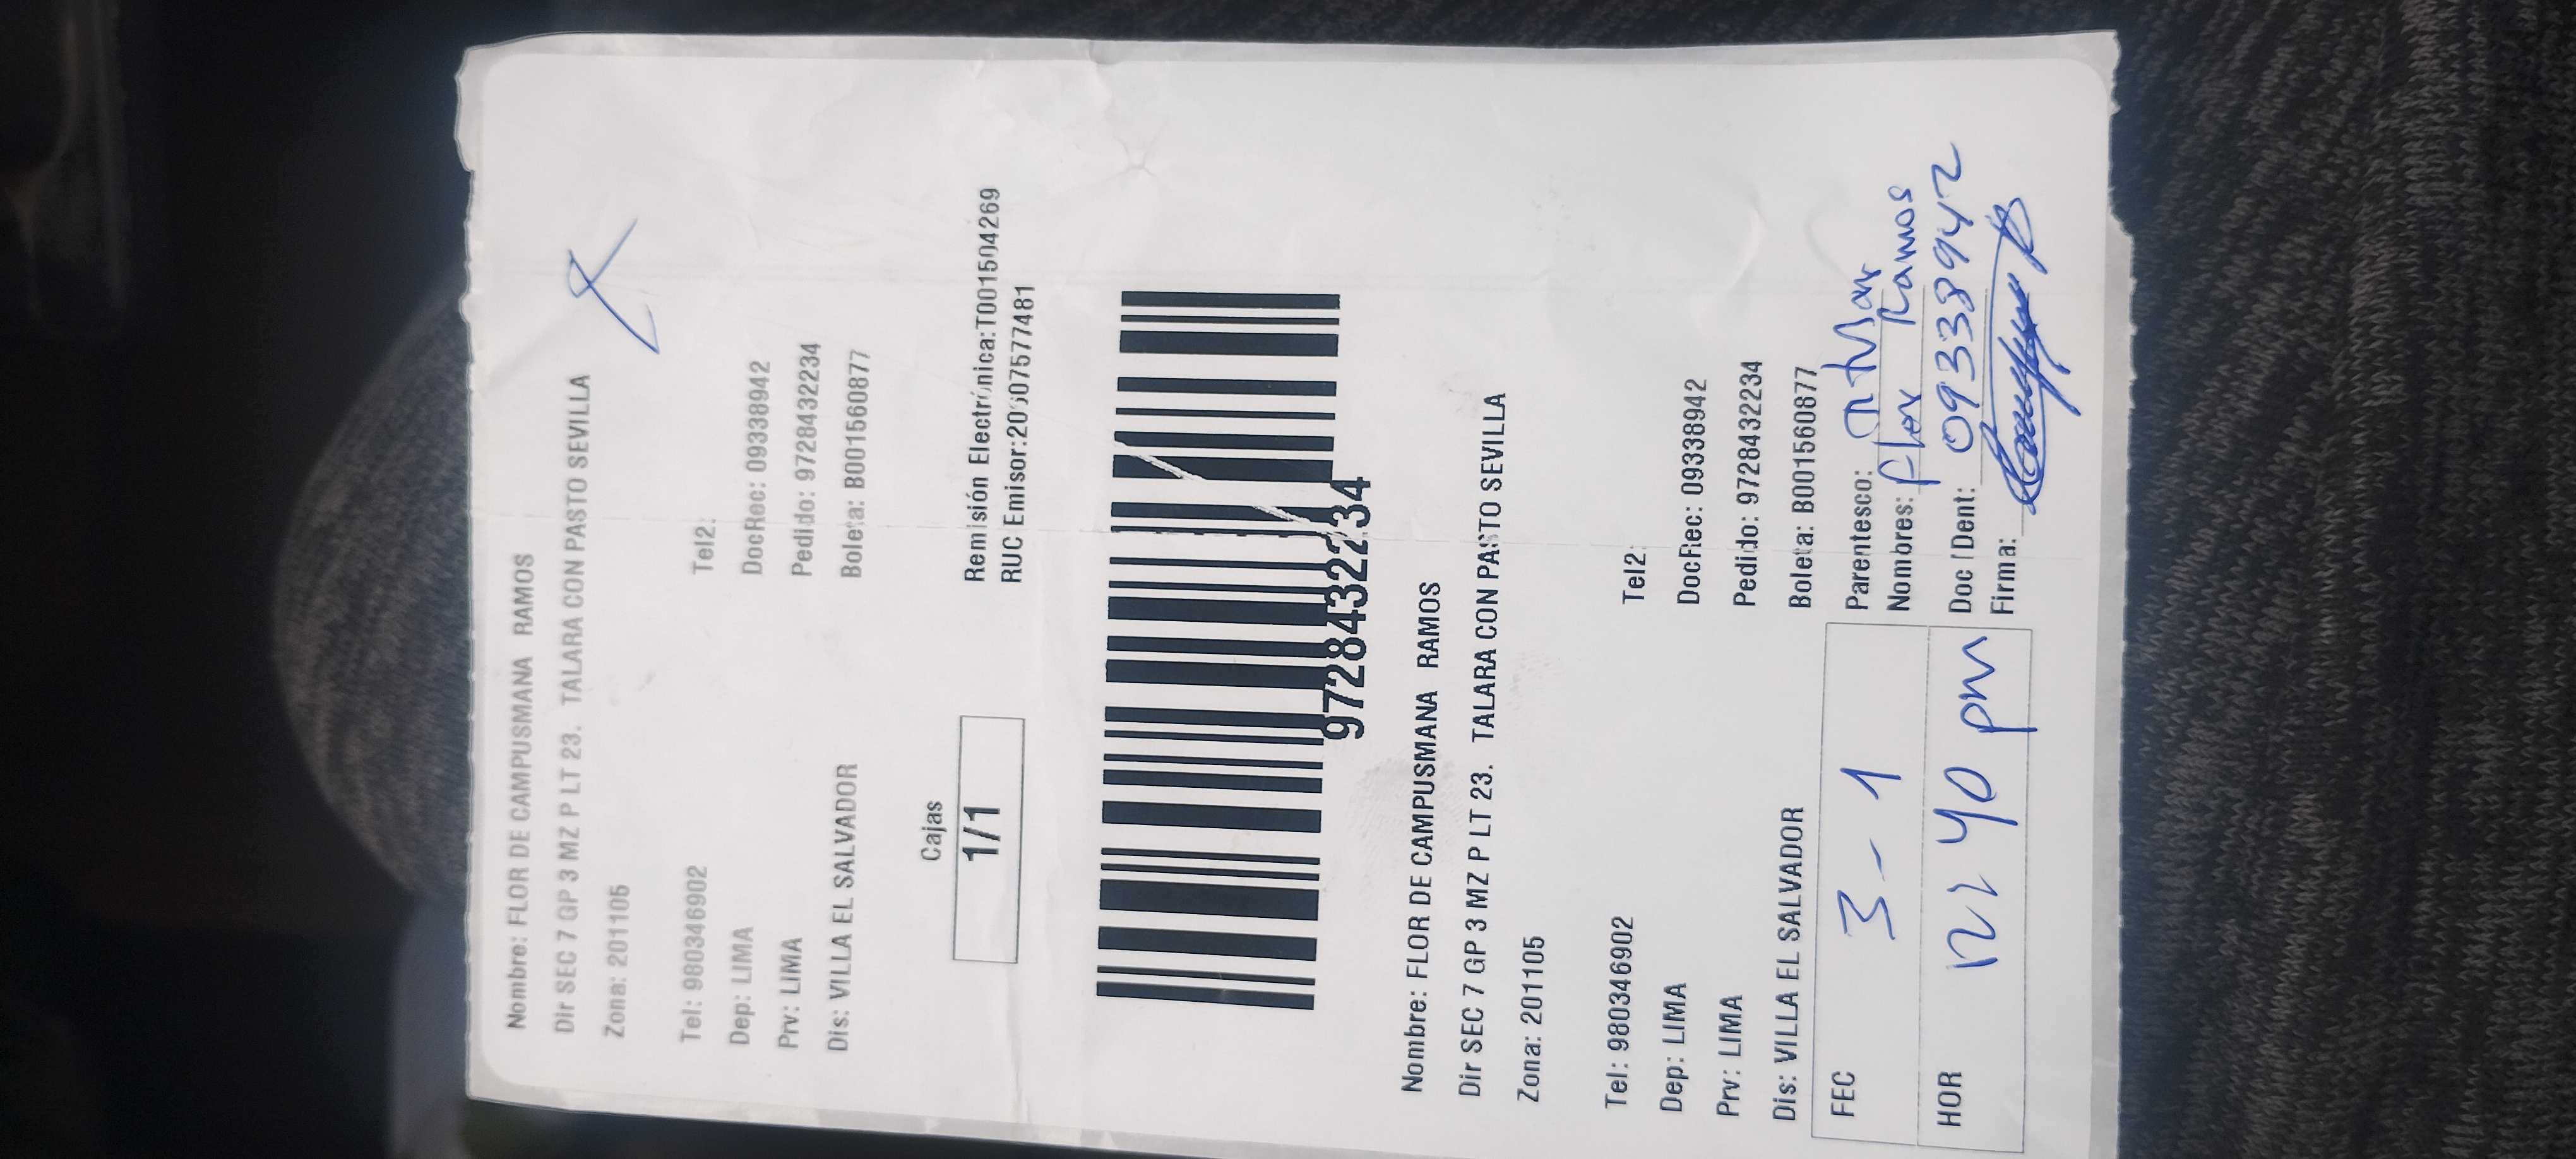 Nombre: FLOR DE CAMPUSMANA RAMOS
Dir SEC 7 GP 3 MZ P LT 23. TALARA CON PASTO SEVILLA
Zona: 201105
Tel: 980346902 Tel2:
Dep: LIMA DocRec: 09338942
Prv: LIMA Pedido: 9728432234
Dis: VILLA EL SALVADOR Boleta: B001560877
Cajas
1/1
Remisión Electrónica:T001504269
RUC Emisor:20507577481
9728432234
Nombre: FLOR DE CAMPUSMANA RAMOS
Dir SEC 7 GP 3 MZ P LT 23. TALARA CON PASTO SEVILLA
Zona: 201105
Tel: 980346902 Tel2:
Dep: LIMA DocRec: 09338942
Prv: LIMA Pedido: 9728432234
Dis: VILLA EL SALVADOR Boleta: B001560877
FEC 3-1 Parentesco: Titular
Nombres: Flor Ramos
HOR 12 40 pm Doc IDent: 09338942
Firma: